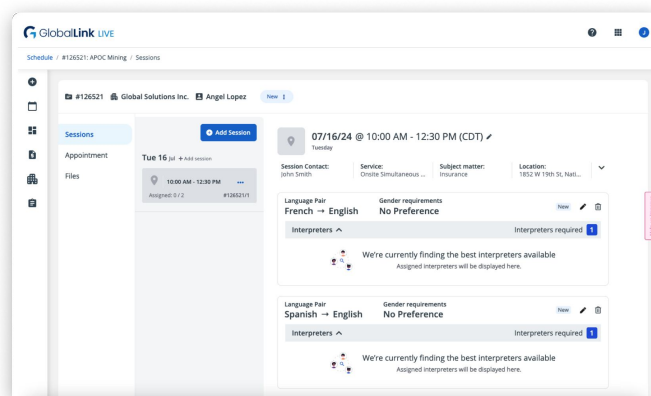 GlobalLink LIVE
Schedule / #126521: APOC Mining / Sessions
#126521 Global Solutions Inc. Angel Lopez New
Sessions
Appointment
Files
Add Session
Tue 16 Jul + Add session
10:00 AM - 12:30 PM
Assigned: 0 / 2 #126521/1
07/16/24 @ 10:00 AM - 12:30 PM (CDT)
Tuesday
Session Contact: Service: Subject matter: Location:
John Smith Onsite Simultaneous ... Insurance 1852 W 19th St, Nati...
Language Pair Gender requirements
French → English No Preference New
Interpreters Interpreters required 1
We're currently finding the best interpreters available
Assigned interpreters will be displayed here.
Language Pair Gender requirements
Spanish → English No Preference New
Interpreters Interpreters required 1
We're currently finding the best interpreters available
Assigned interpreters will be displayed here.